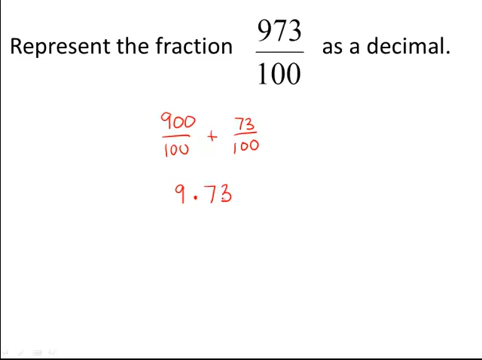 Represent the fraction 973/100 as a decimal.
900/100 + 73/100
9.73